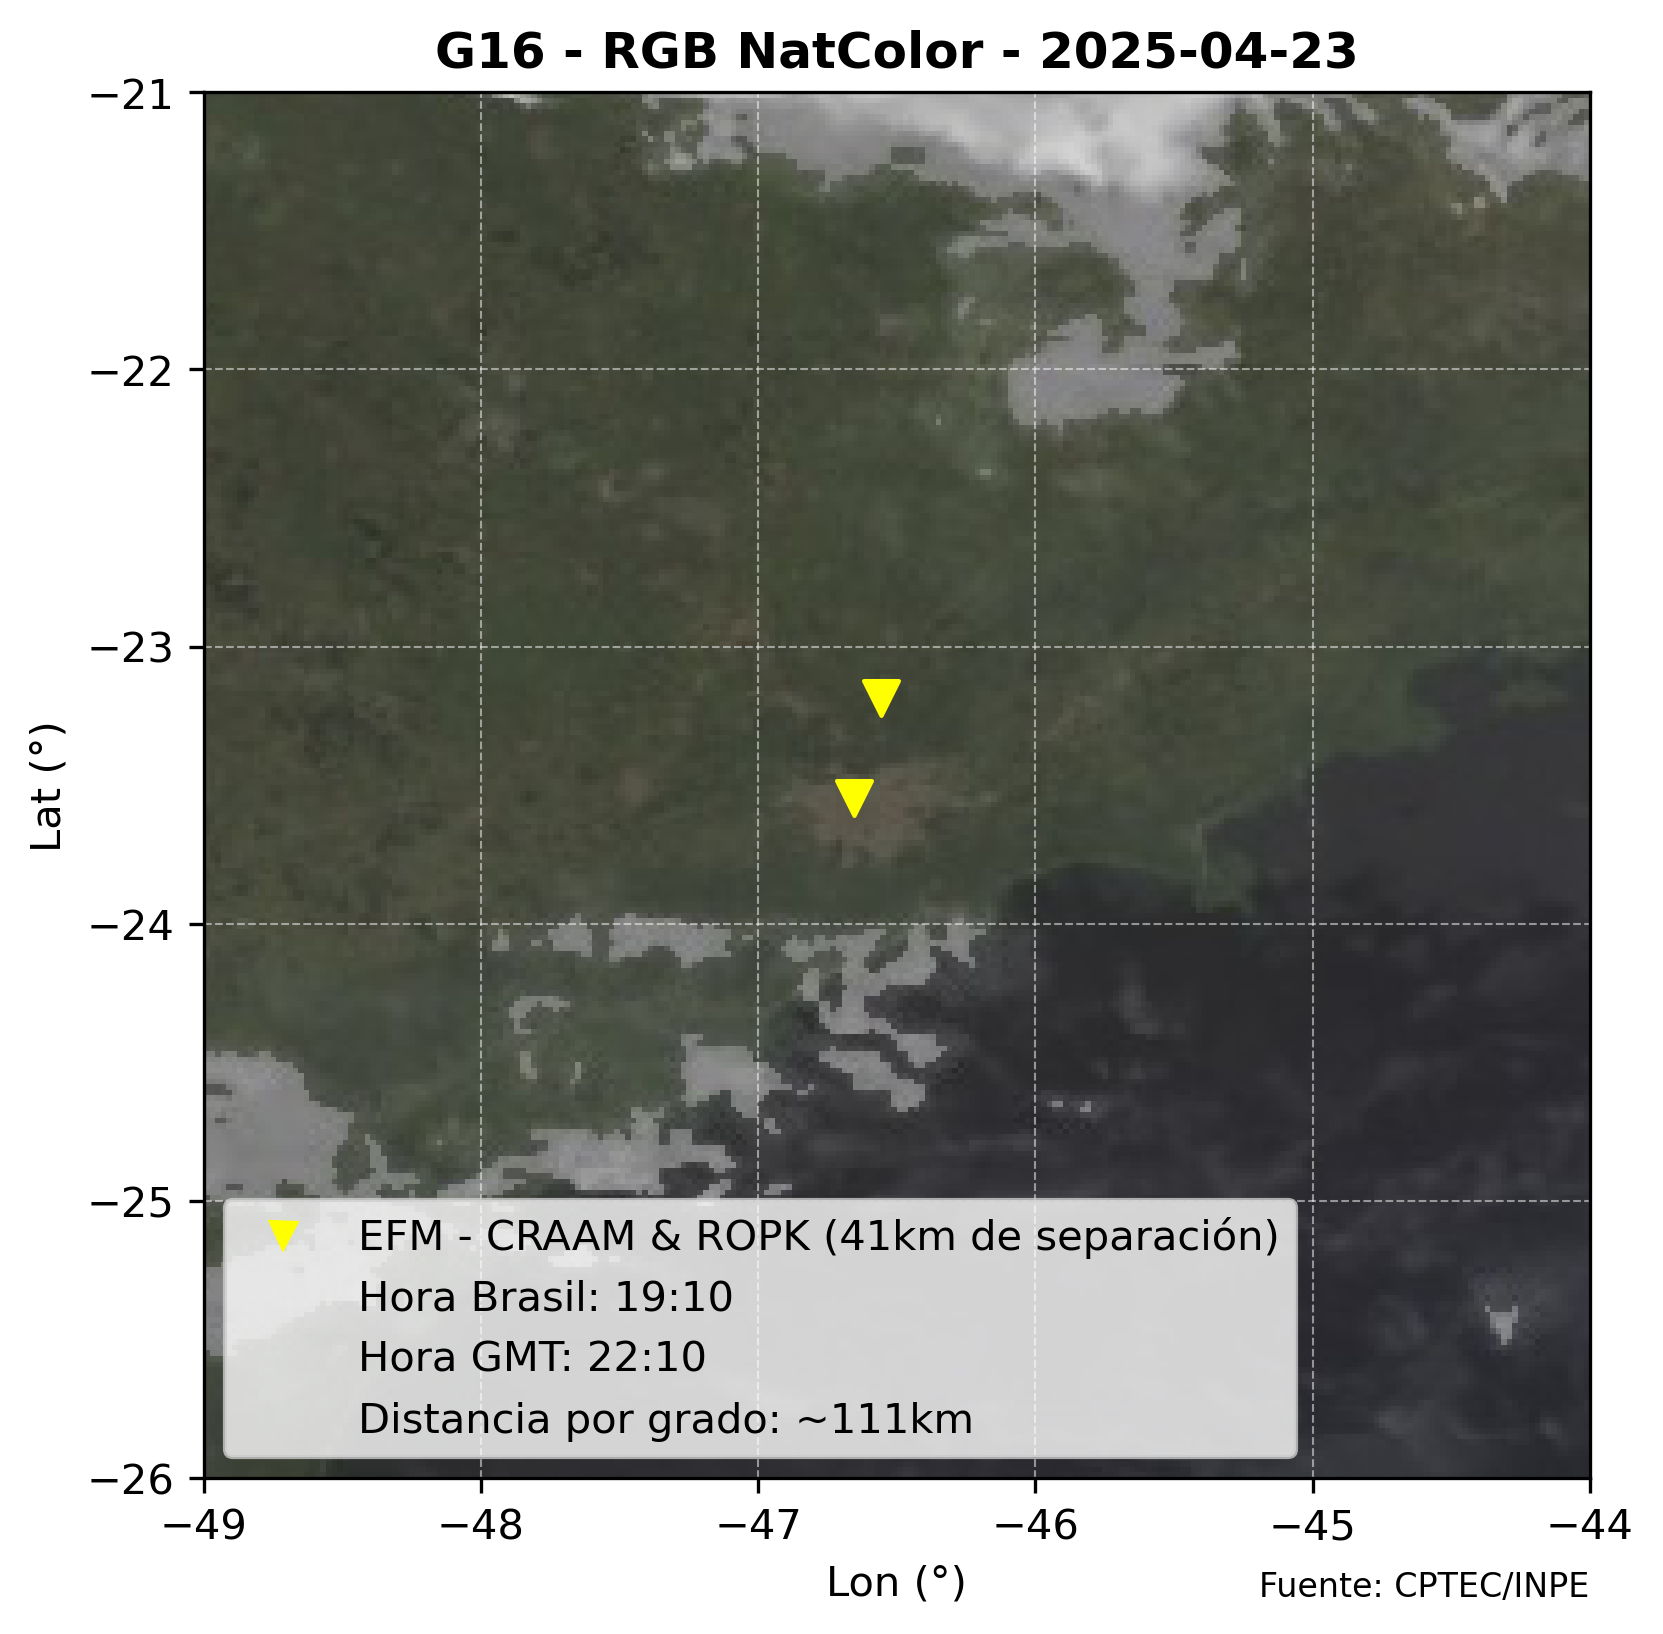 G16 - RGB NatColor - 2025-04-23
−21
−22
−23
−24
−25
−26
Lat (°)
EFM - CRAAM & ROPK (41km de separación)
Hora Brasil: 19:10
Hora GMT: 22:10
Distancia por grado: ~111km
−49 −48 −47 −46 −45 −44
Lon (°)
Fuente: CPTEC/INPE